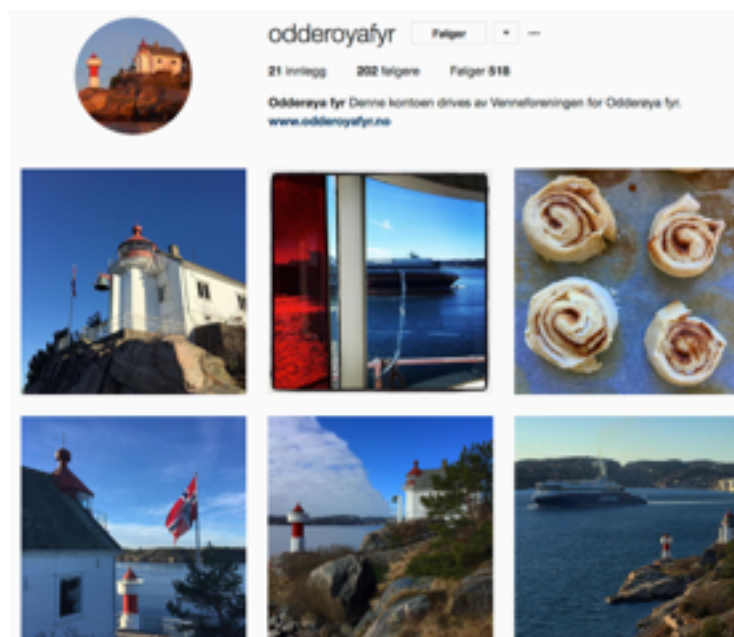 odderoyafyr Følger
21 innlegg 202 følgere Følger 518
Odderøya fyr Denne kontoen drives av Venneforeningen for Odderøya fyr.
www.odderoyafyr.no